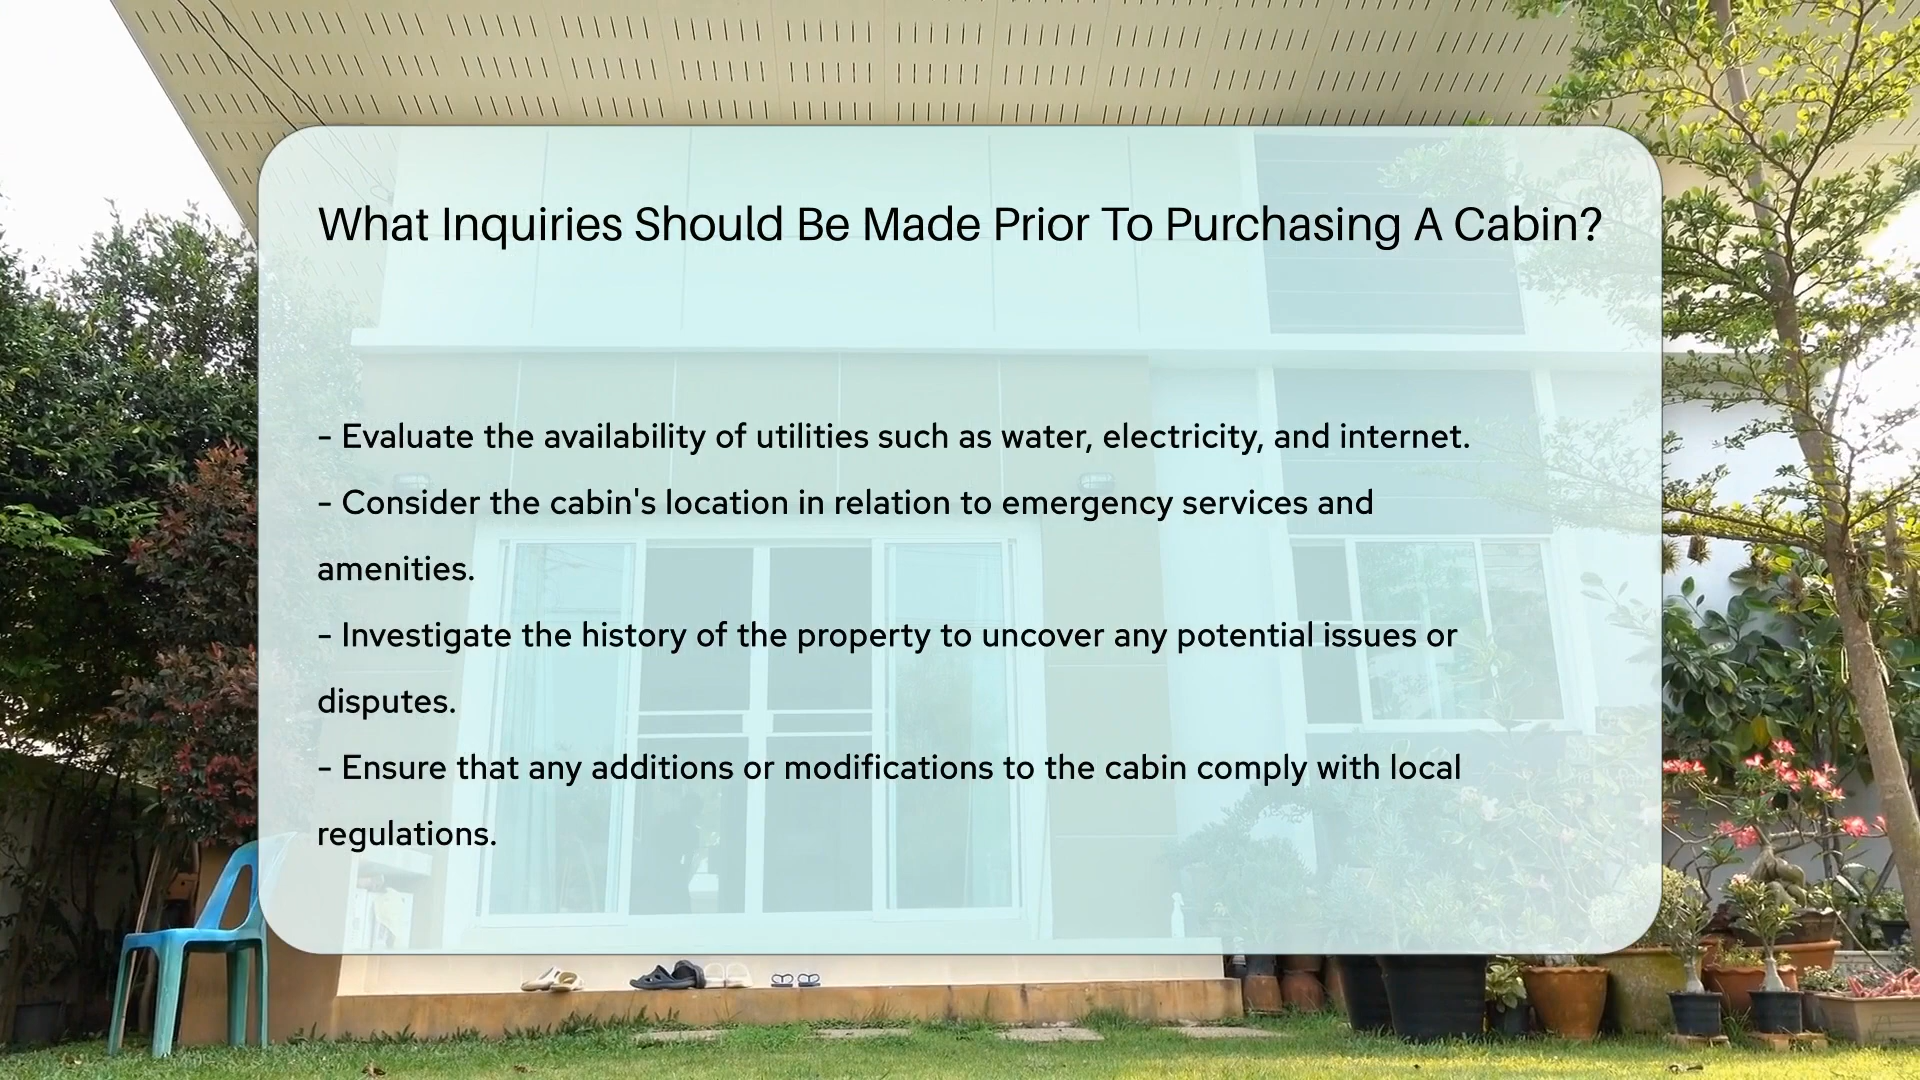 What Inquiries Should Be Made Prior To Purchasing A Cabin?
- Evaluate the availability of utilities such as water, electricity, and internet.
- Consider the cabin's location in relation to emergency services and
amenities.
- Investigate the history of the property to uncover any potential issues or
disputes.
- Ensure that any additions or modifications to the cabin comply with local
regulations.